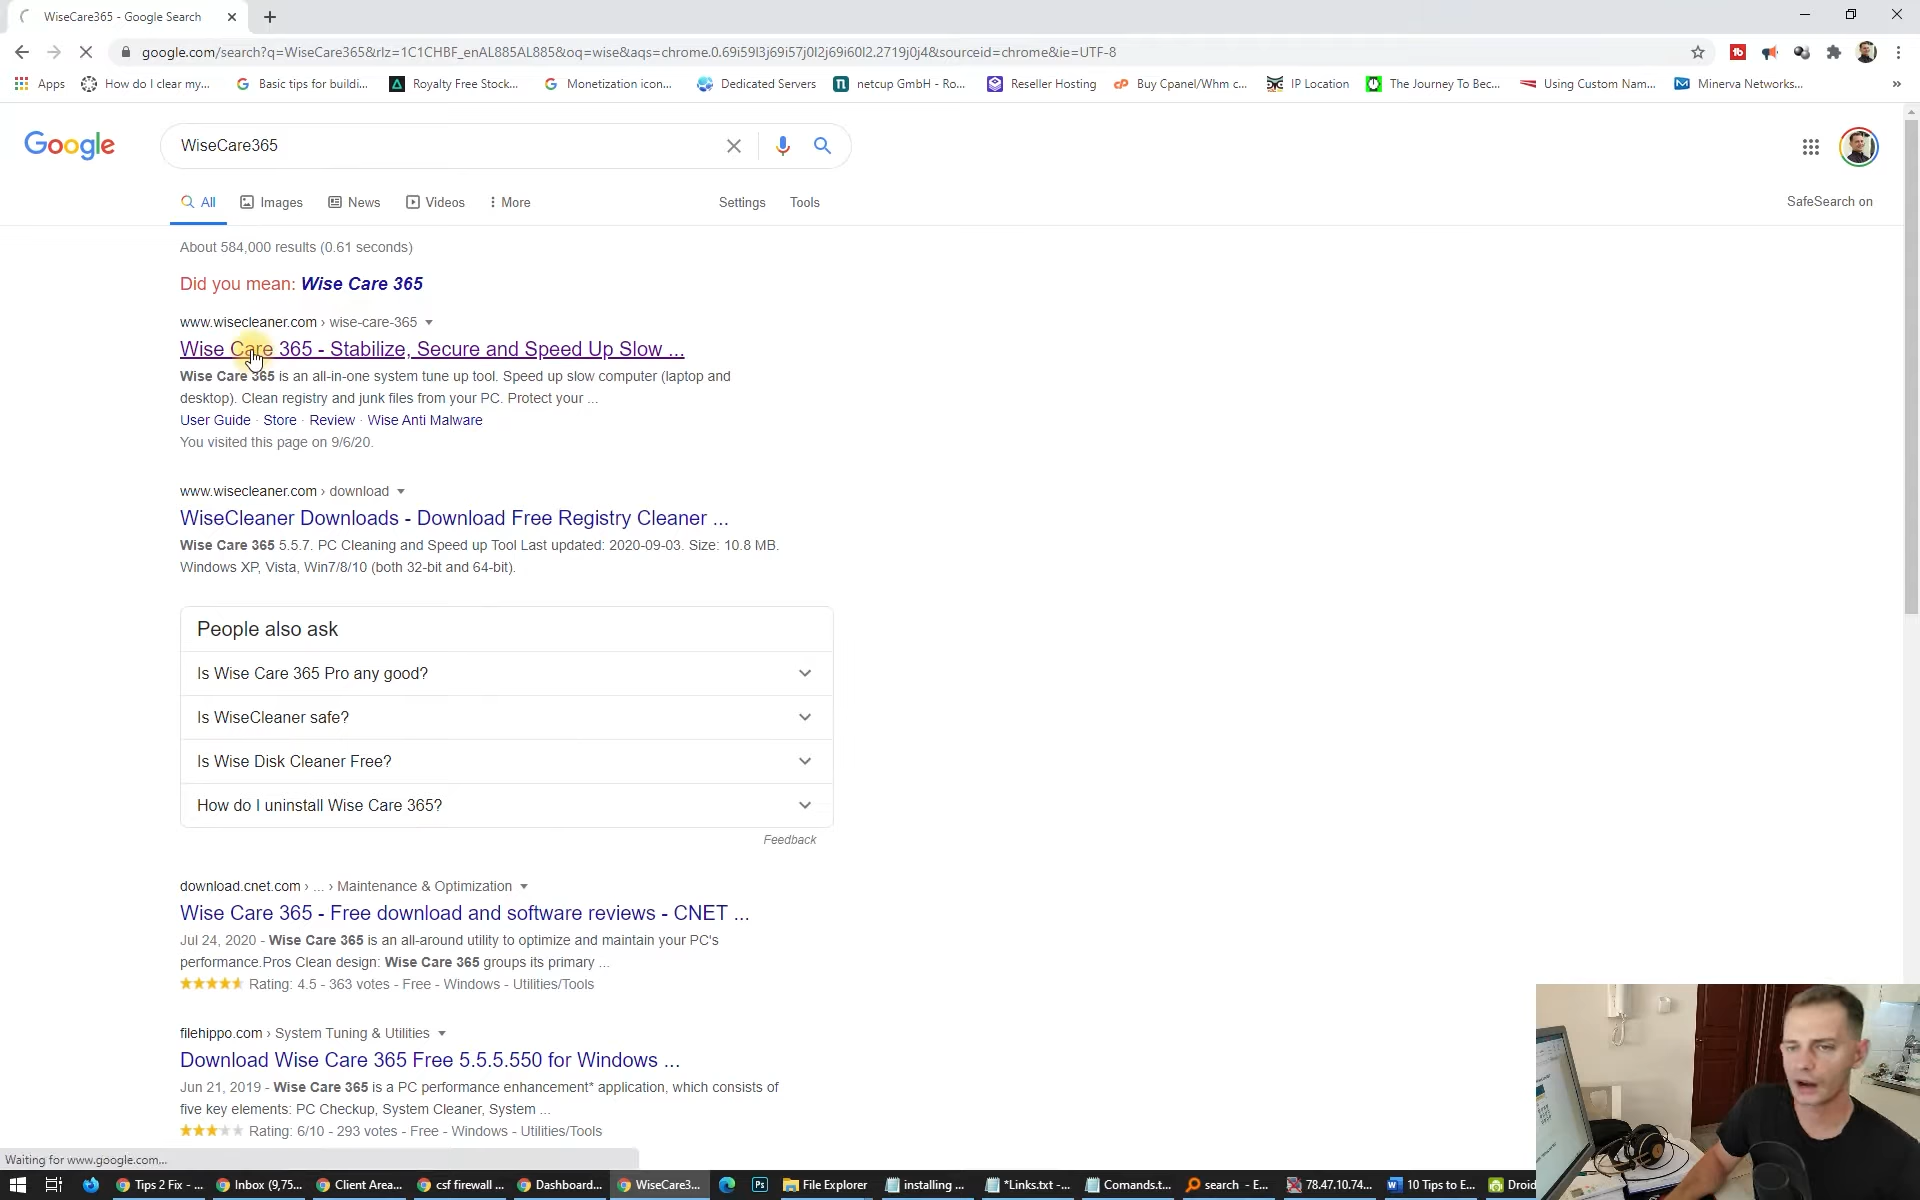 WiseCare365 - Google Search
google.com/search?q=WiseCare365&rlz=1C1CHBF_enAL885AL885&oq=wise&aqs=chrome.0.69i59l3j69i57j0l2j69i60l2.2719j0j4&sourceid=chrome&ie=UTF-8
Apps How do I clear my... Basic tips for buildi... Royalty Free Stock... Monetization icon... Dedicated Servers netcup GmbH - Ro... Reseller Hosting Buy Cpanel/Whm c... IP Location The Journey To Bec... Using Custom Nam... Minerva Networks... »
Google WiseCare365
All Images News Videos More Settings Tools SafeSearch on
About 584,000 results (0.61 seconds)
Did you mean: Wise Care 365
www.wisecleaner.com › wise-care-365
Wise Care 365 - Stabilize, Secure and Speed Up Slow ...
Wise Care 365 is an all-in-one system tune up tool. Speed up slow computer (laptop and
desktop). Clean registry and junk files from your PC. Protect your ...
User Guide · Store · Review · Wise Anti Malware
You visited this page on 9/6/20.
www.wisecleaner.com › download
WiseCleaner Downloads - Download Free Registry Cleaner ...
Wise Care 365 5.5.7. PC Cleaning and Speed up Tool Last updated: 2020-09-03. Size: 10.8 MB.
Windows XP, Vista, Win7/8/10 (both 32-bit and 64-bit).
People also ask
Is Wise Care 365 Pro any good?
Is WiseCleaner safe?
Is Wise Disk Cleaner Free?
How do I uninstall Wise Care 365?
Feedback
download.cnet.com › ... › Maintenance & Optimization
Wise Care 365 - Free download and software reviews - CNET ...
Jul 24, 2020 - Wise Care 365 is an all-around utility to optimize and maintain your PC's
performance.Pros Clean design: Wise Care 365 groups its primary ...
Rating: 4.5 - 363 votes - Free - Windows - Utilities/Tools
filehippo.com › System Tuning & Utilities
Download Wise Care 365 Free 5.5.5.550 for Windows ...
Jun 21, 2019 - Wise Care 365 is a PC performance enhancement* application, which consists of
five key elements: PC Checkup, System Cleaner, System ...
Rating: 6/10 - 293 votes - Free - Windows - Utilities/Tools
Waiting for www.google.com...
Tips 2 Fix - ... Inbox (9,75... Client Area... csf firewall ... Dashboard... WiseCare3... Ps File Explorer installing ... *Links.txt -... Comands.t... search - E... 78.47.10.74... 10 Tips to E... Droid